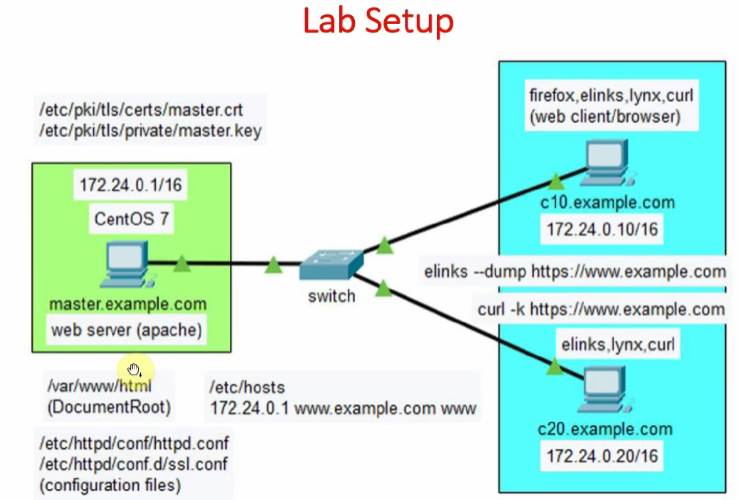 Lab Setup
/etc/pki/tls/certs/master.crt
/etc/pki/tls/private/master.key
172.24.0.1/16
CentOS 7
master.example.com
web server (apache)
/var/www/html
(DocumentRoot)
/etc/hosts
172.24.0.1 www.example.com www
/etc/httpd/conf/httpd.conf
/etc/httpd/conf.d/ssl.conf
(configuration files)
switch
firefox,elinks,lynx,curl
(web client/browser)
c10.example.com
172.24.0.10/16
elinks --dump https://www.example.com
curl -k https://www.example.com
elinks,lynx,curl
c20.example.com
172.24.0.20/16